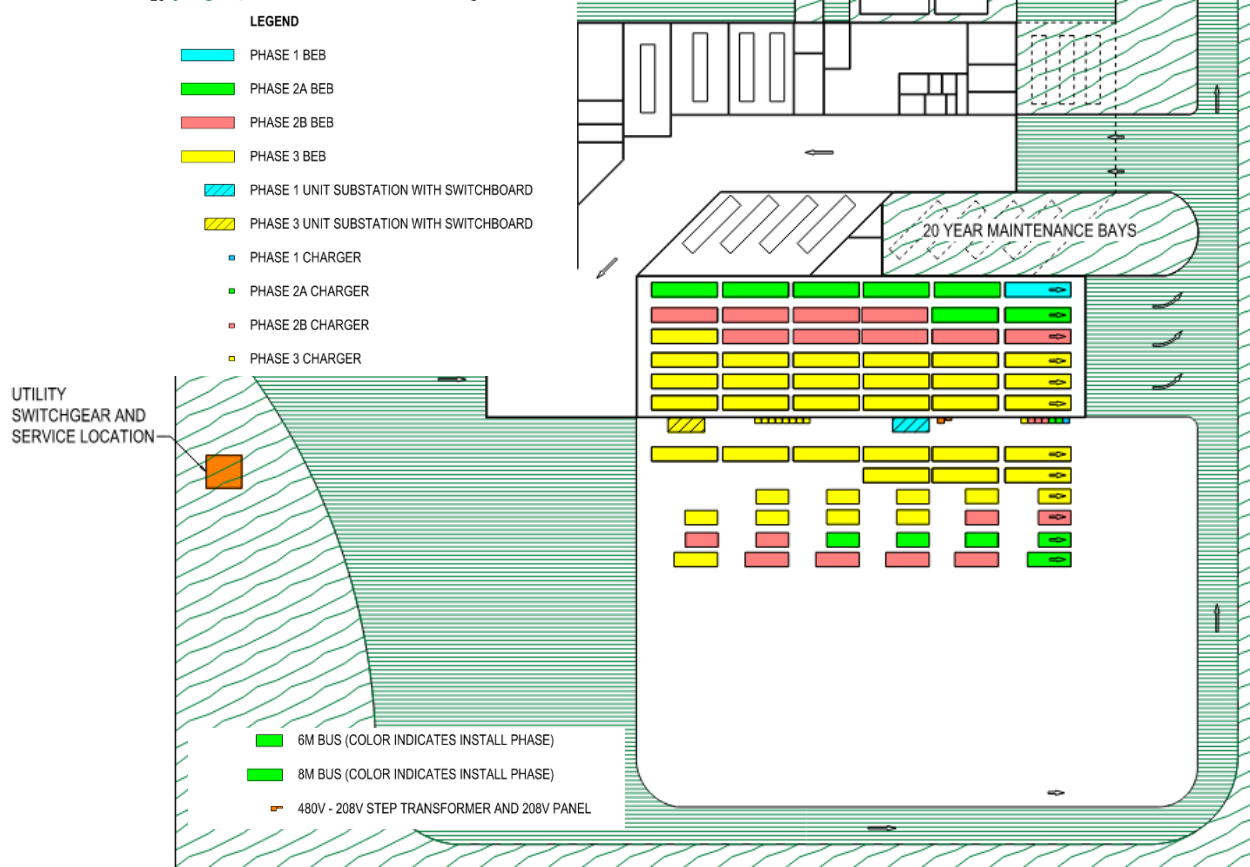 LEGEND
PHASE 1 BEB
PHASE 2A BEB
PHASE 2B BEB
PHASE 3 BEB
PHASE 1 UNIT SUBSTATION WITH SWITCHBOARD
PHASE 3 UNIT SUBSTATION WITH SWITCHBOARD
PHASE 1 CHARGER
PHASE 2A CHARGER
PHASE 2B CHARGER
PHASE 3 CHARGER
20 YEAR MAINTENANCE BAYS
UTILITY
SWITCHGEAR AND
SERVICE LOCATION
6M BUS (COLOR INDICATES INSTALL PHASE)
8M BUS (COLOR INDICATES INSTALL PHASE)
480V - 208V STEP TRANSFORMER AND 208V PANEL